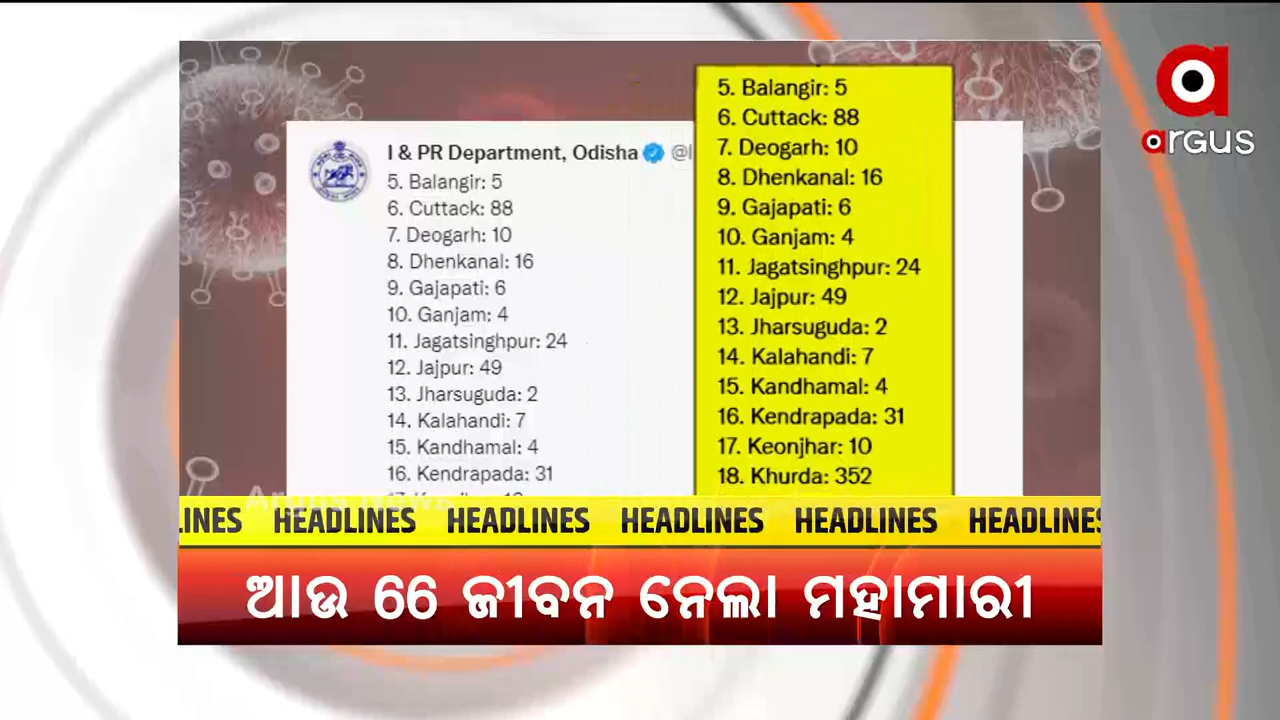 I & PR Department, Odisha
5. Balangir: 5
6. Cuttack: 88
7. Deogarh: 10
8. Dhenkanal: 16
9. Gajapati: 6
10. Ganjam: 4
11. Jagatsinghpur: 24
12. Jajpur: 49
13. Jharsuguda: 2
14. Kalahandi: 7
15. Kandhamal: 4
16. Kendrapada: 31
5. Balangir: 5
6. Cuttack: 88
7. Deogarh: 10
8. Dhenkanal: 16
9. Gajapati: 6
10. Ganjam: 4
11. Jagatsinghpur: 24
12. Jajpur: 49
13. Jharsuguda: 2
14. Kalahandi: 7
15. Kandhamal: 4
16. Kendrapada: 31
17. Keonjhar: 10
18. Khurda: 352
argus
LINES HEADLINES HEADLINES HEADLINES HEADLINES HEADLINES
ଆଉ 66 ଜୀବନ ନେଲା ମହାମାରୀ